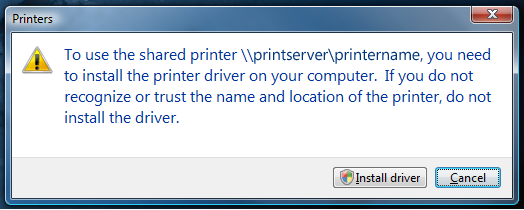 Printers
To use the shared printer \\printserver\printername, you need
to install the printer driver on your computer.  If you do not
recognize or trust the name and location of the printer, do not
install the driver.
Install driver
Cancel